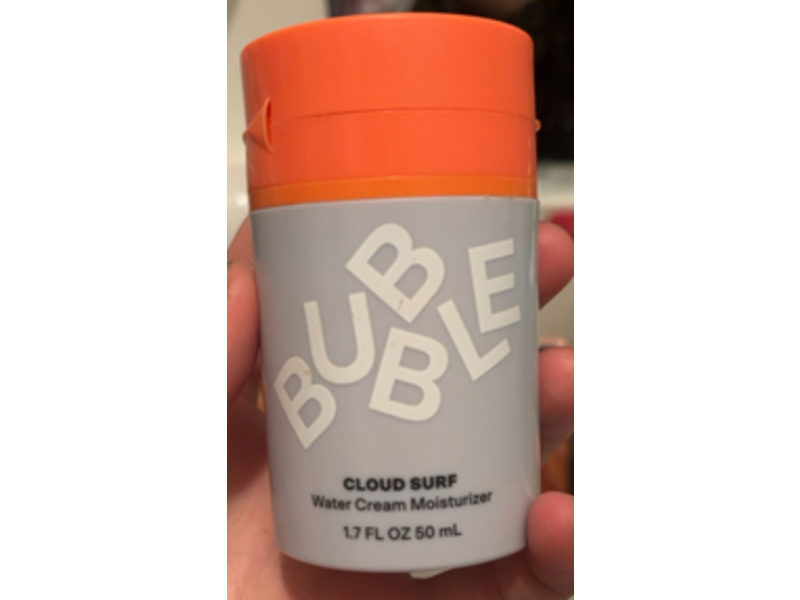 BUBBLE
CLOUD SURF
Water Cream Moisturizer
1.7 FL OZ 50 mL